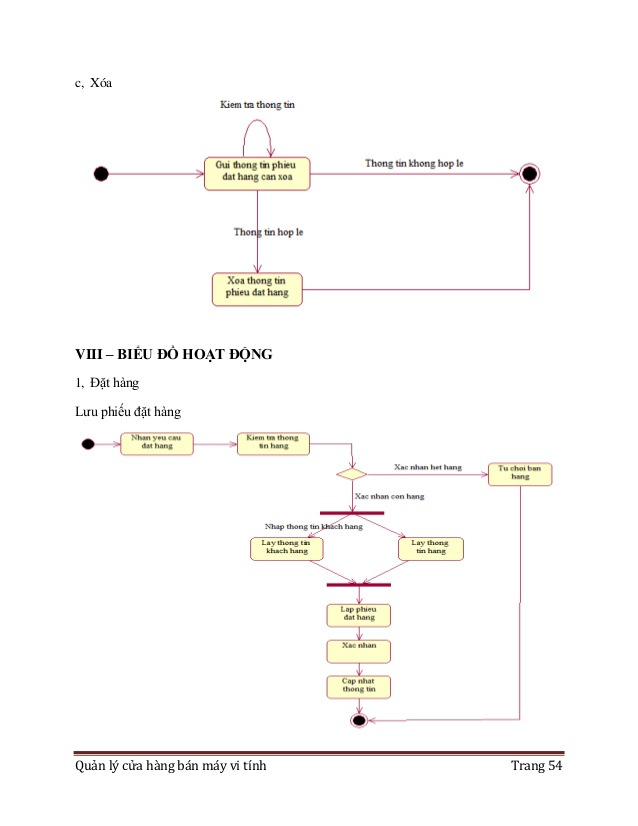 c, Xóa
Kiem tra thong tin
Gui thong tin phieu
dat hang can xoa
Thong tin khong hop le
Thong tin hop le
Xoa thong tin
phieu dat hang
VIII – BIỂU ĐỒ HOẠT ĐỘNG
1, Đặt hàng
Lưu phiếu đặt hàng
Nhan yeu cau
dat hang
Kiem tra thong
tin hang
Xac nhan het hang
Tu choi ban
hang
Xac nhan con hang
Nhap thong tin khach hang
Lay thong tin
khach hang
Lay thong
tin hang
Lap phieu
dat hang
Xac nhan
Cap nhat
thong tin
Quản lý cửa hàng bán máy vi tính Trang 54